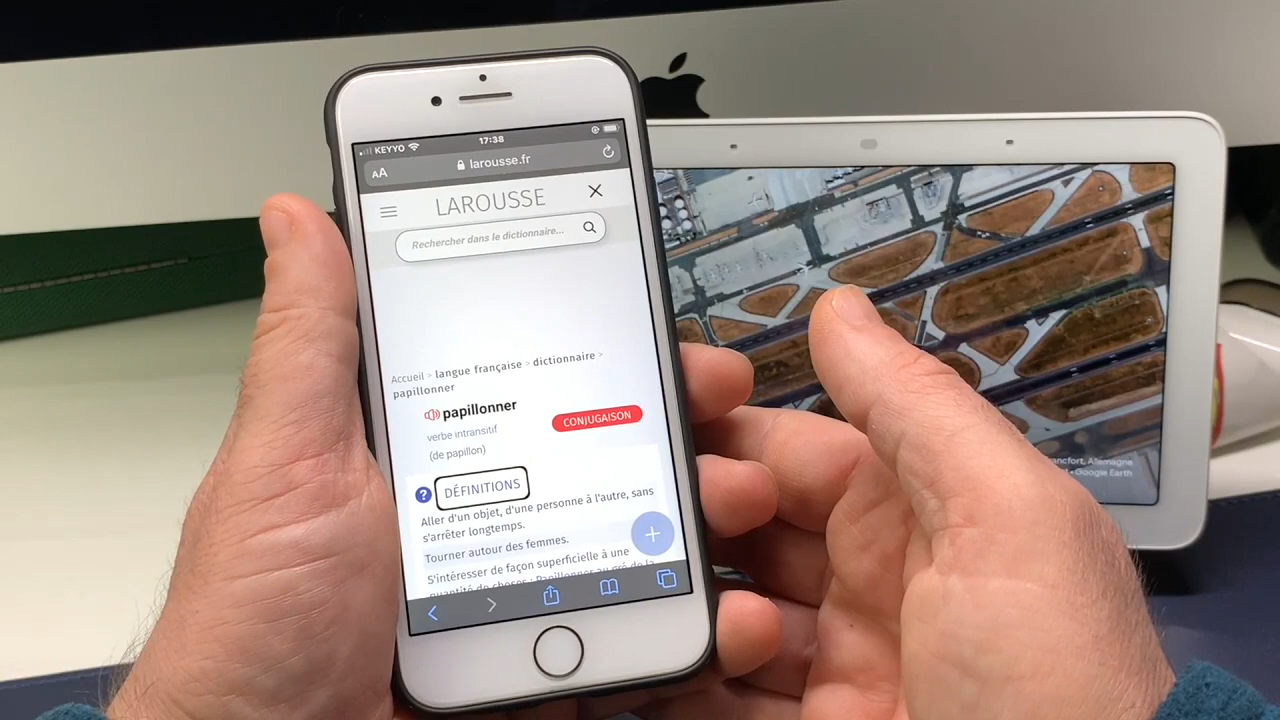 KEYYO 17:38
AA larousse.fr
LAROUSSE
Rechercher dans le dictionnaire...
Accueil > langue française > dictionnaire >
papillonner
papillonner
CONJUGAISON
verbe intransitif
(de papillon)
? DÉFINITIONS
Aller d'un objet, d'une personne à l'autre, sans
s'arrêter longtemps.
Tourner autour des femmes.
S'intéresser de façon superficielle à une
quantité de choses : Papillonner au gré de la
Allemagne
Google Earth